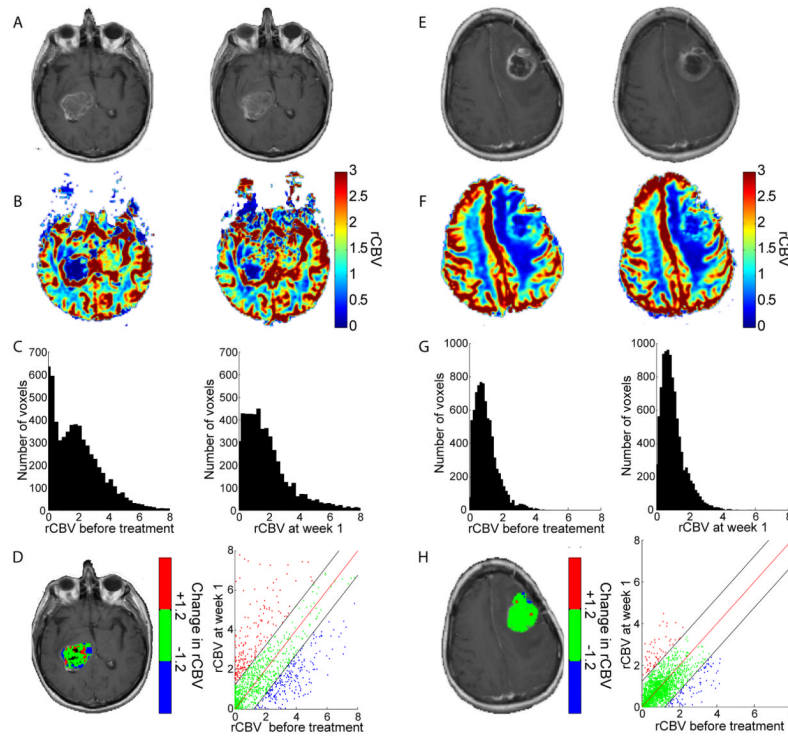 A
E
B
3
2.5
2
1.5
1
0.5
0
rCBV
F
3
2.5
2
1.5
1
0.5
0
rCBV
C
Number of voxels
700
600
500
400
300
200
100
0
0 2 4 6 8
rCBV before treatment
Number of voxels
700
600
500
400
300
200
100
0
0 2 4 6 8
rCBV at week 1
G
Number of voxels
1000
800
600
400
200
0
0 2 4 6 8
rCBV before treatment
Number of voxels
1000
800
600
400
200
0
0 2 4 6 8
rCBV at week 1
D
+1.2
-1.2
Change in rCBV
rCBV at week 1
8
6
4
2
0
0 2 4 6 8
rCBV before treatment
H
+1.2
-1.2
Change in rCBV
rCBV at week 1
8
6
4
2
0
0 2 4 6 8
rCBV before treatment